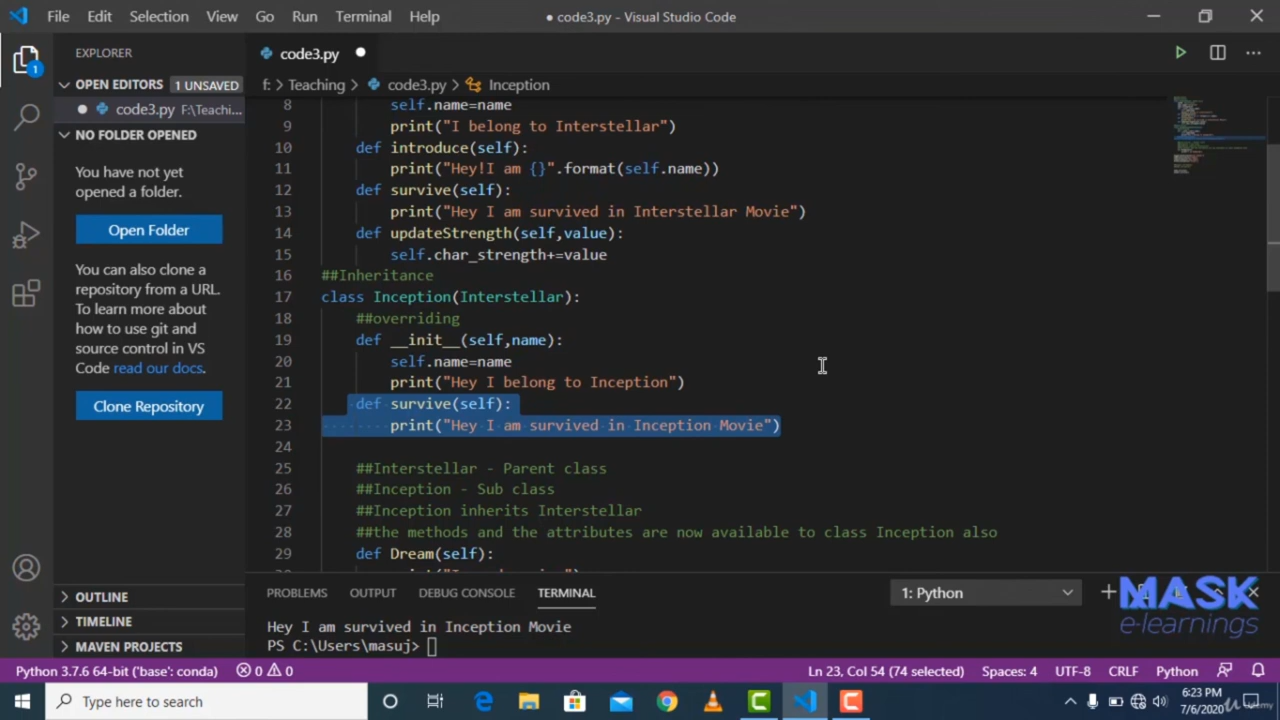 File Edit Selection View Go Run Terminal Help
● code3.py - Visual Studio Code
EXPLORER
OPEN EDITORS 1 UNSAVED
code3.py F:\Teachi...
NO FOLDER OPENED
You have not yet
opened a folder.
Open Folder
You can also clone a
repository from a URL.
To learn more about
how to use git and
source control in VS
Code read our docs.
Clone Repository
OUTLINE
TIMELINE
MAVEN PROJECTS
1
code3.py ●
f: > Teaching > code3.py > Inception
8 self.name=name
9 print("I belong to Interstellar")
10 def introduce(self):
11 print("Hey!I am {}".format(self.name))
12 def survive(self):
13 print("Hey I am survived in Interstellar Movie")
14 def updateStrength(self,value):
15 self.char_strength+=value
16 ##Inheritance
17 class Inception(Interstellar):
18 ##overriding
19 def __init__(self,name):
20 self.name=name
21 print("Hey I belong to Inception")
22 def survive(self):
23 print("Hey I am survived in Inception Movie")
24
25 ##Interstellar - Parent class
26 ##Inception - Sub class
27 ##Inception inherits Interstellar
28 ##the methods and the attributes are now available to class Inception also
29 def Dream(self):
PROBLEMS OUTPUT DEBUG CONSOLE TERMINAL 1: Python
MASK
e-learnings
Hey I am survived in Inception Movie
PS C:\Users\masuj>
Python 3.7.6 64-bit ('base': conda) 0 0 Ln 23, Col 54 (74 selected) Spaces: 4 UTF-8 CRLF Python
Type here to search
6:23 PM
7/6/2020